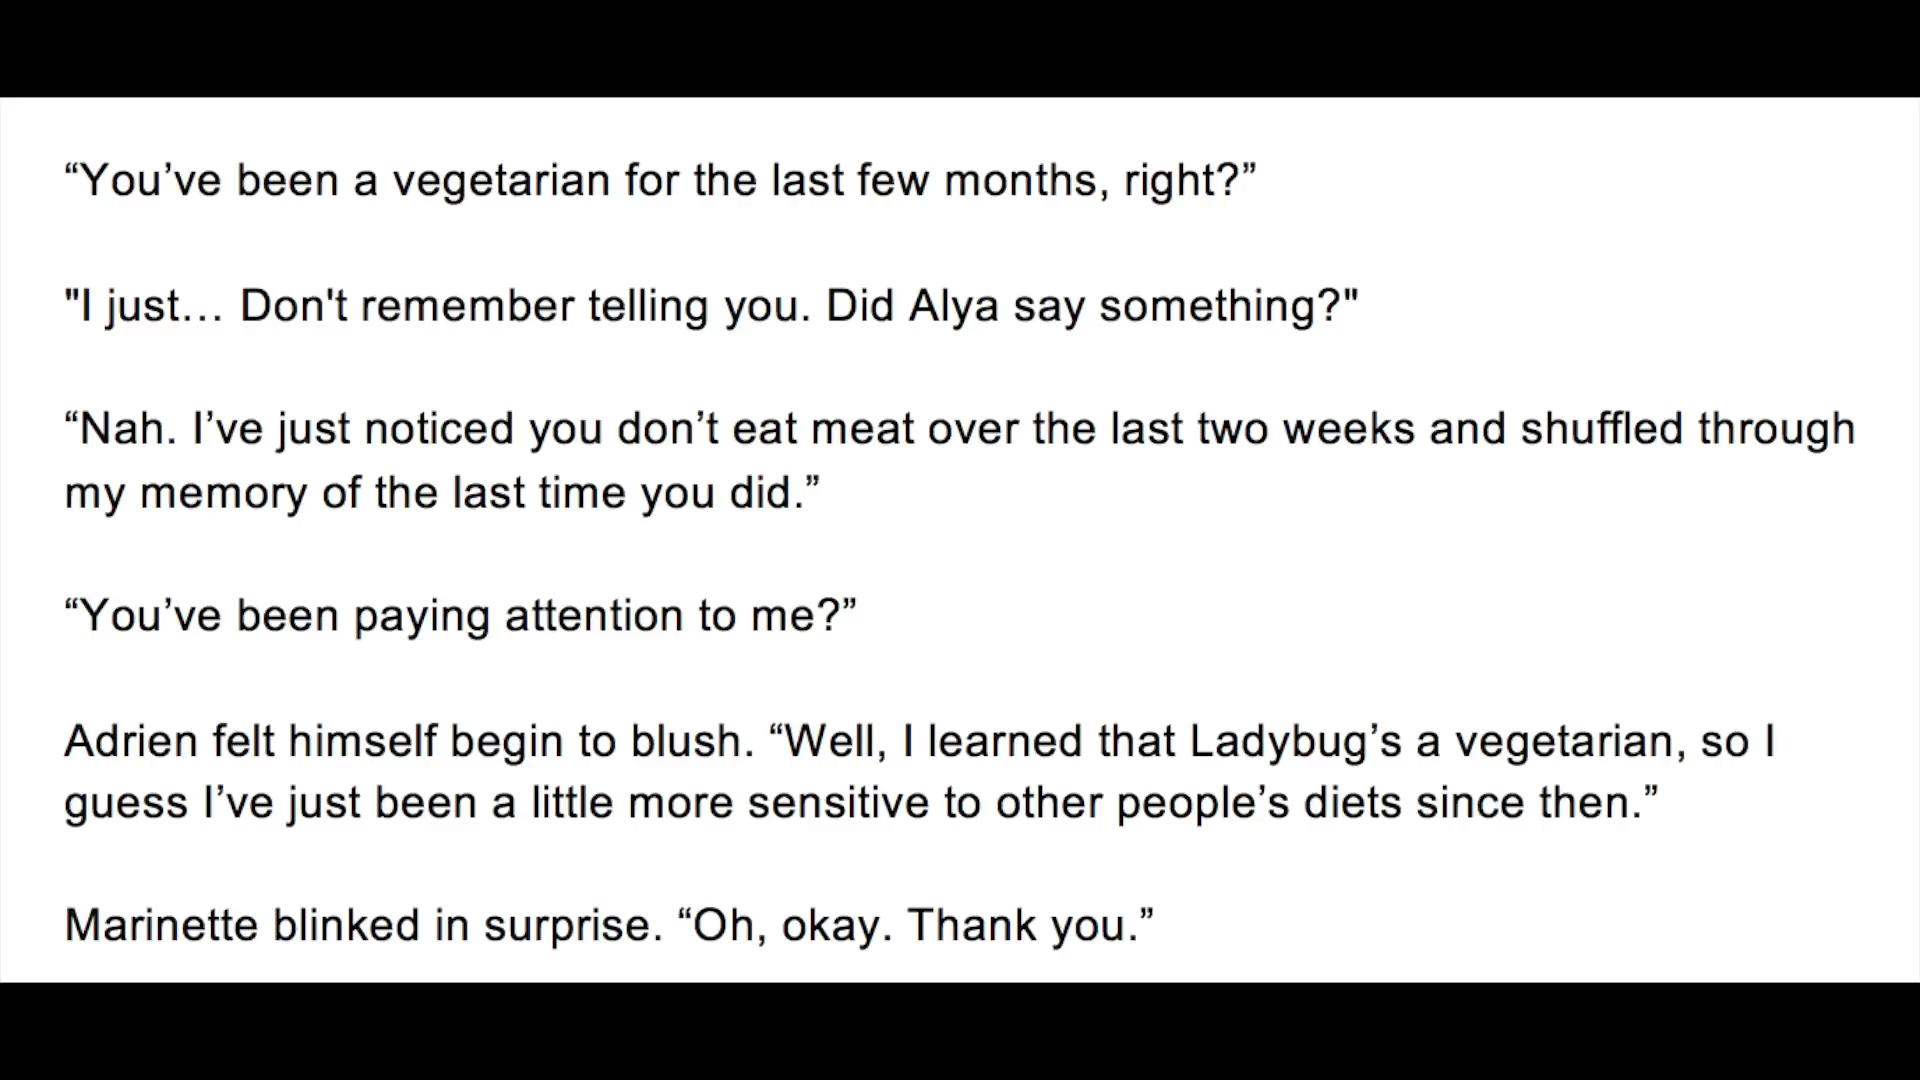 “You’ve been a vegetarian for the last few months, right?”
"I just… Don't remember telling you. Did Alya say something?"
“Nah. I’ve just noticed you don’t eat meat over the last two weeks and shuffled through
my memory of the last time you did.”
“You’ve been paying attention to me?”
Adrien felt himself begin to blush. “Well, I learned that Ladybug’s a vegetarian, so I
guess I’ve just been a little more sensitive to other people’s diets since then.”
Marinette blinked in surprise. “Oh, okay. Thank you.”